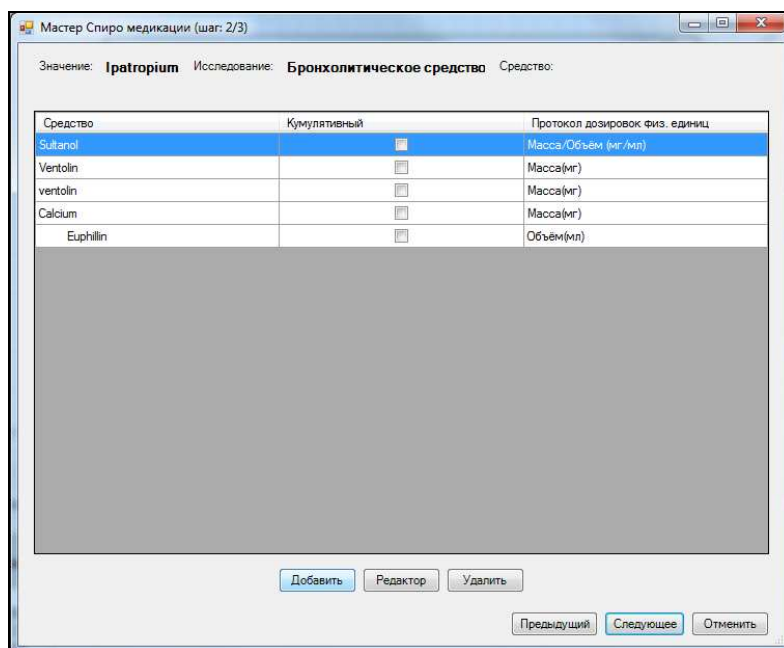 Мастер Спиро медикации (шаг: 2/3)
Значение: Ipatropium Исследование: Бронхолитическое средство Средство:
Средство Кумулятивный Протокол дозировок физ. единиц
Sultanol Масса/Объём (мг/мл)
Ventolin Масса(мг)
ventolin Масса(мг)
Calcium Масса(мг)
Euphillin Объём(мл)
Добавить Редактор Удалить
Предыдущий Следующее Отменить